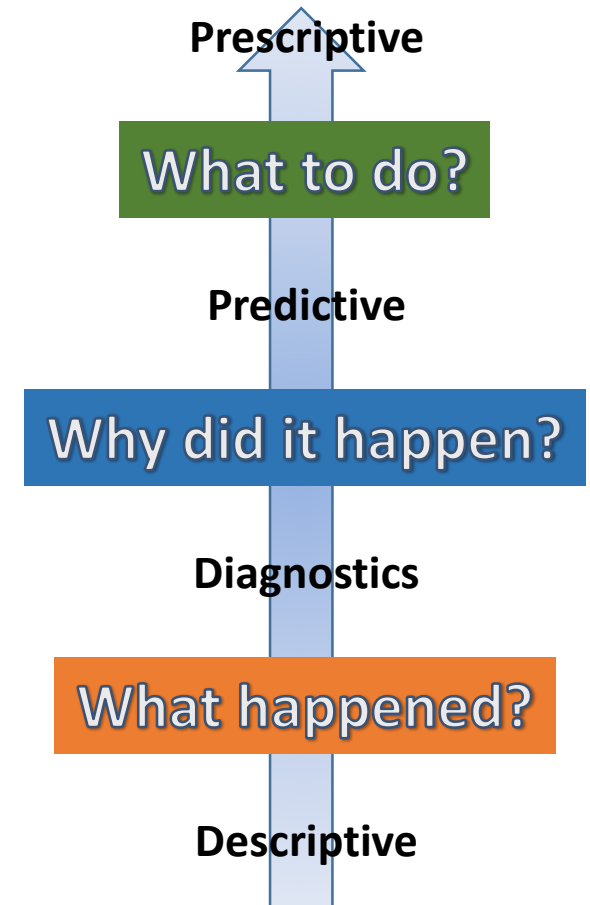 Prescriptive
What to do?
Predictive
Why did it happen?
Diagnostics
What happened?
Descriptive